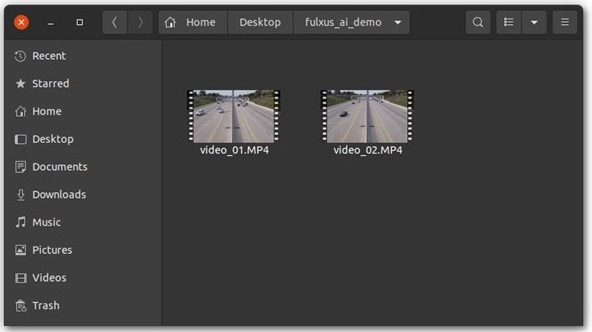 Home Desktop fulxus_ai_demo
Recent
Starred
Home
Desktop
Documents
Downloads
Music
Pictures
Videos
Trash
video_01.MP4 video_02.MP4